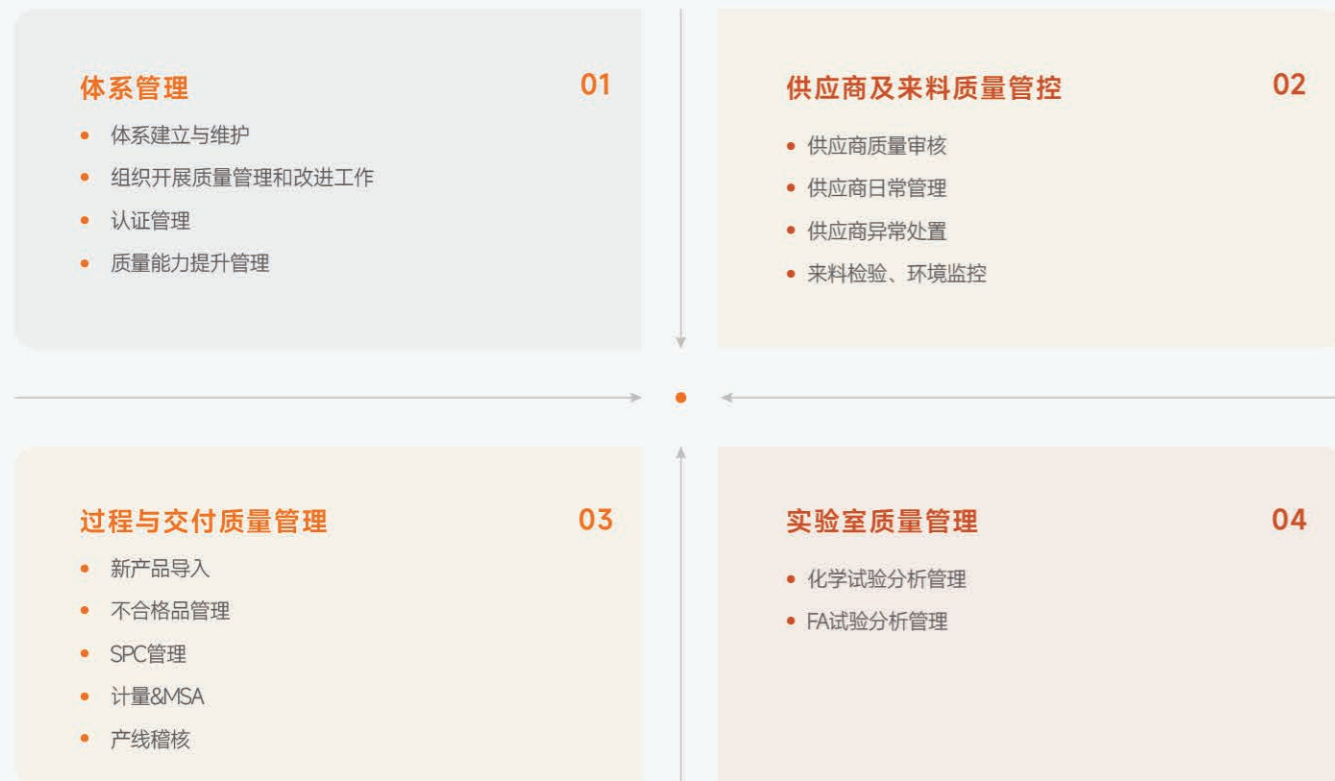 体系管理 01
体系建立与维护
组织开展质量管理和改进工作
认证管理
质量能力提升管理
供应商及来料质量管控 02
供应商质量审核
供应商日常管理
供应商异常处置
来料检验、环境监控
过程与交付质量管理 03
新产品导入
不合格品管理
SPC管理
计量&MSA
产线稽核
实验室质量管理 04
化学试验分析管理
FA试验分析管理